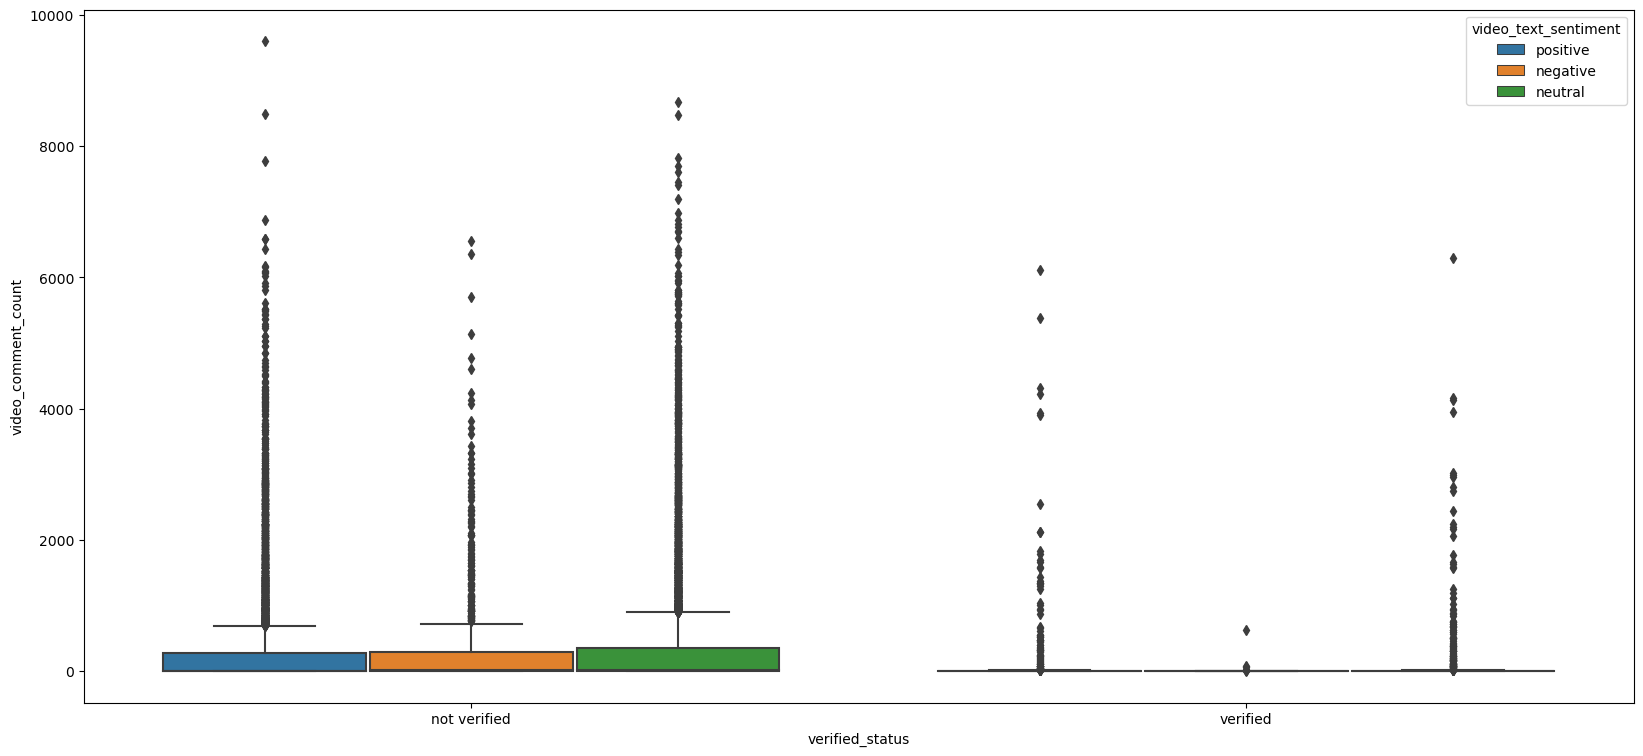 10000
8000
6000
4000
2000
0
video_comment_count
not verified
verified
verified_status
video_text_sentiment
positive
negative
neutral